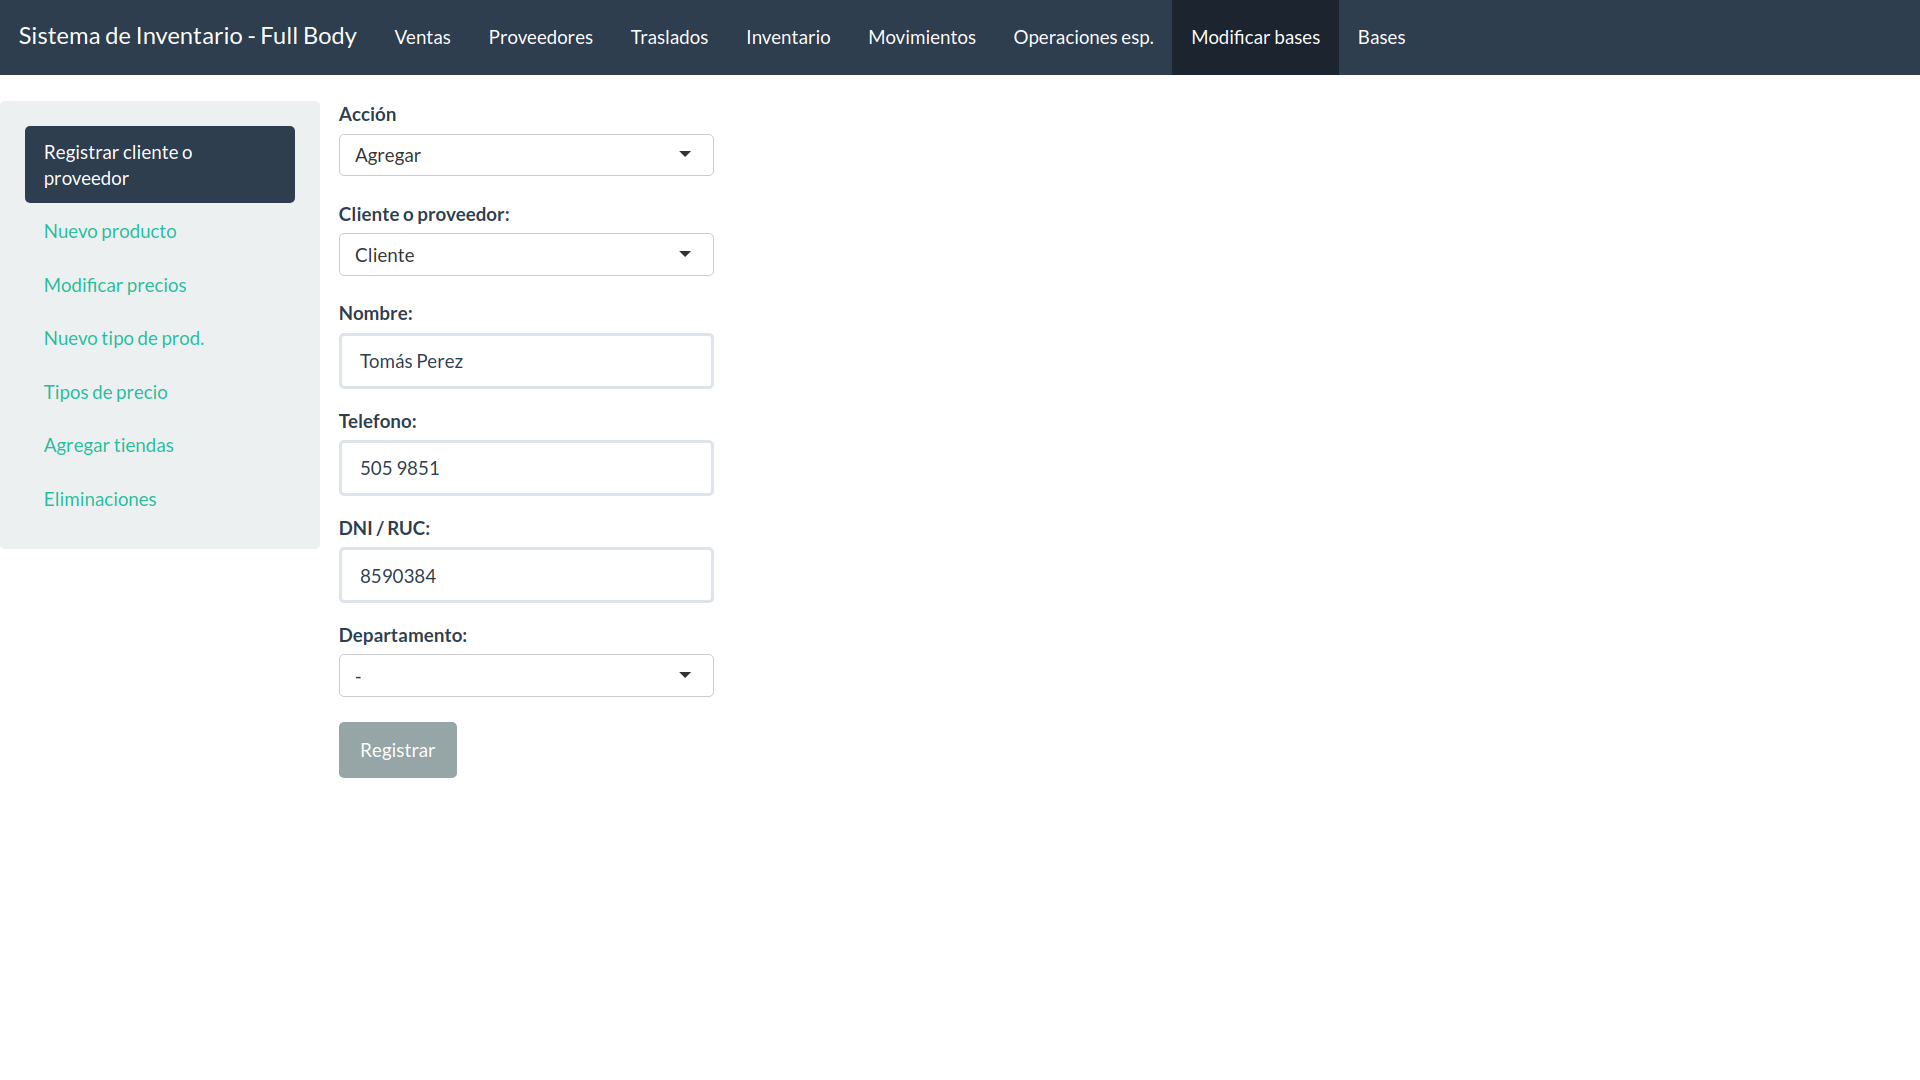 Sistema de Inventario - Full Body
Ventas
Proveedores
Traslados
Inventario
Movimientos
Operaciones esp.
Modificar bases
Bases
Registrar cliente o
proveedor
Nuevo producto
Modificar precios
Nuevo tipo de prod.
Tipos de precio
Agregar tiendas
Eliminaciones
Acción
Agregar
Cliente o proveedor:
Cliente
Nombre:
Tomás Perez
Telefono:
505 9851
DNI / RUC:
8590384
Departamento:
-
Registrar